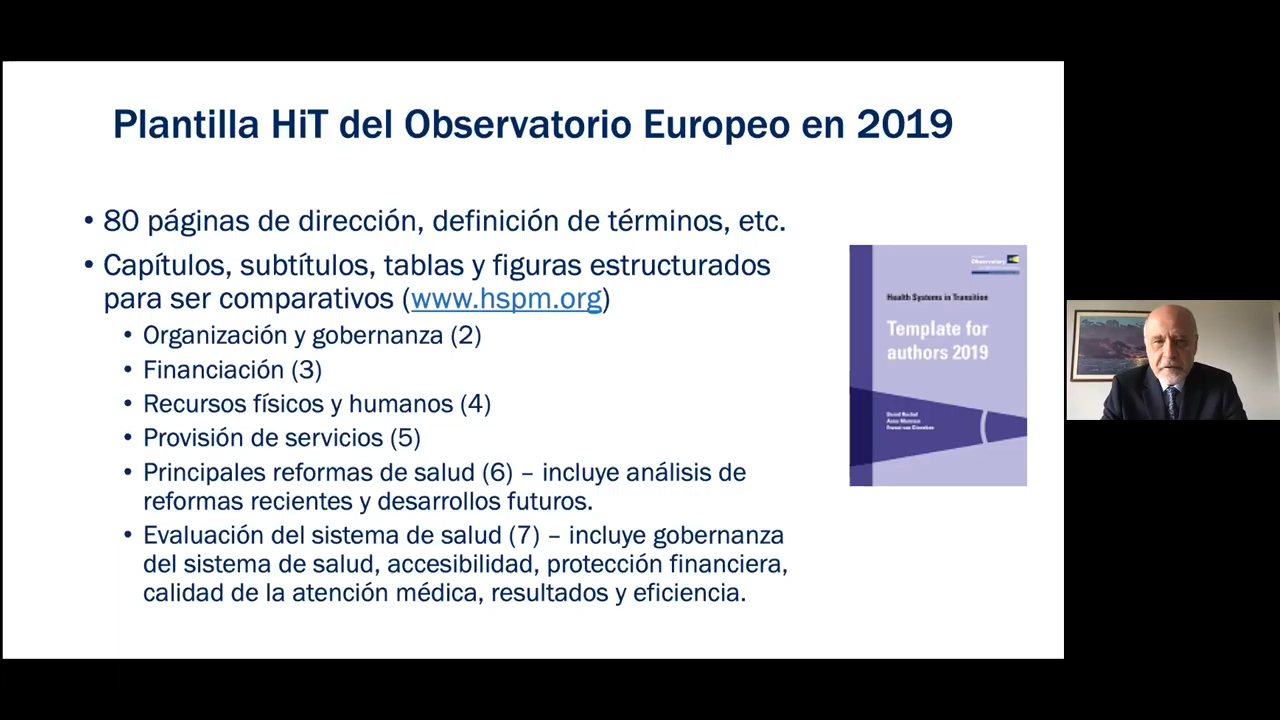 Plantilla HiT del Observatorio Europeo en 2019
• 80 páginas de dirección, definición de términos, etc.
• Capítulos, subtítulos, tablas y figuras estructurados
para ser comparativos (www.hspm.org)
• Organización y gobernanza (2)
• Financiación (3)
• Recursos físicos y humanos (4)
• Provisión de servicios (5)
• Principales reformas de salud (6) – incluye análisis de
reformas recientes y desarrollos futuros.
• Evaluación del sistema de salud (7) – incluye gobernanza
del sistema de salud, accesibilidad, protección financiera,
calidad de la atención médica, resultados y eficiencia.
Observatory
Health Systems in Transition
Template for
authors 2019